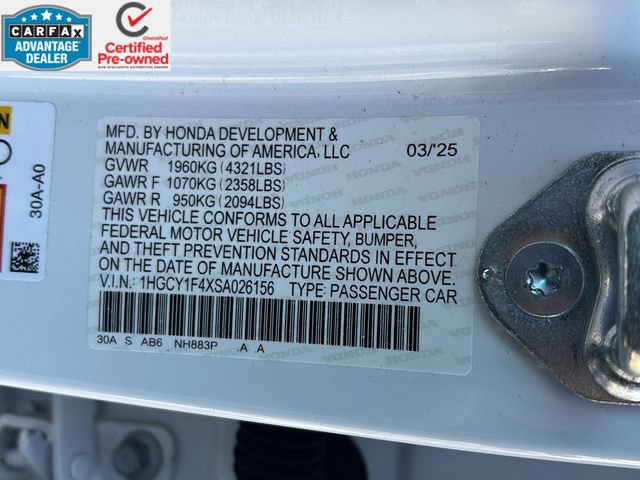 CARFAX
ADVANTAGE
DEALER
Certified
Pre-owned
30A-A0
MFD. BY HONDA DEVELOPMENT &
MANUFACTURING OF AMERICA, LLC 03/'25
GVWR 1960KG (4321LBS)
GAWR F 1070KG (2358LBS)
GAWR R 950KG (2094LBS)
THIS VEHICLE CONFORMS TO ALL APPLICABLE
FEDERAL MOTOR VEHICLE SAFETY, BUMPER,
AND THEFT PREVENTION STANDARDS IN EFFECT
ON THE DATE OF MANUFACTURE SHOWN ABOVE.
V.I.N.: 1HGCY1F4XSA026156 TYPE: PASSENGER CAR
30A S AB6 NH883P .A .A